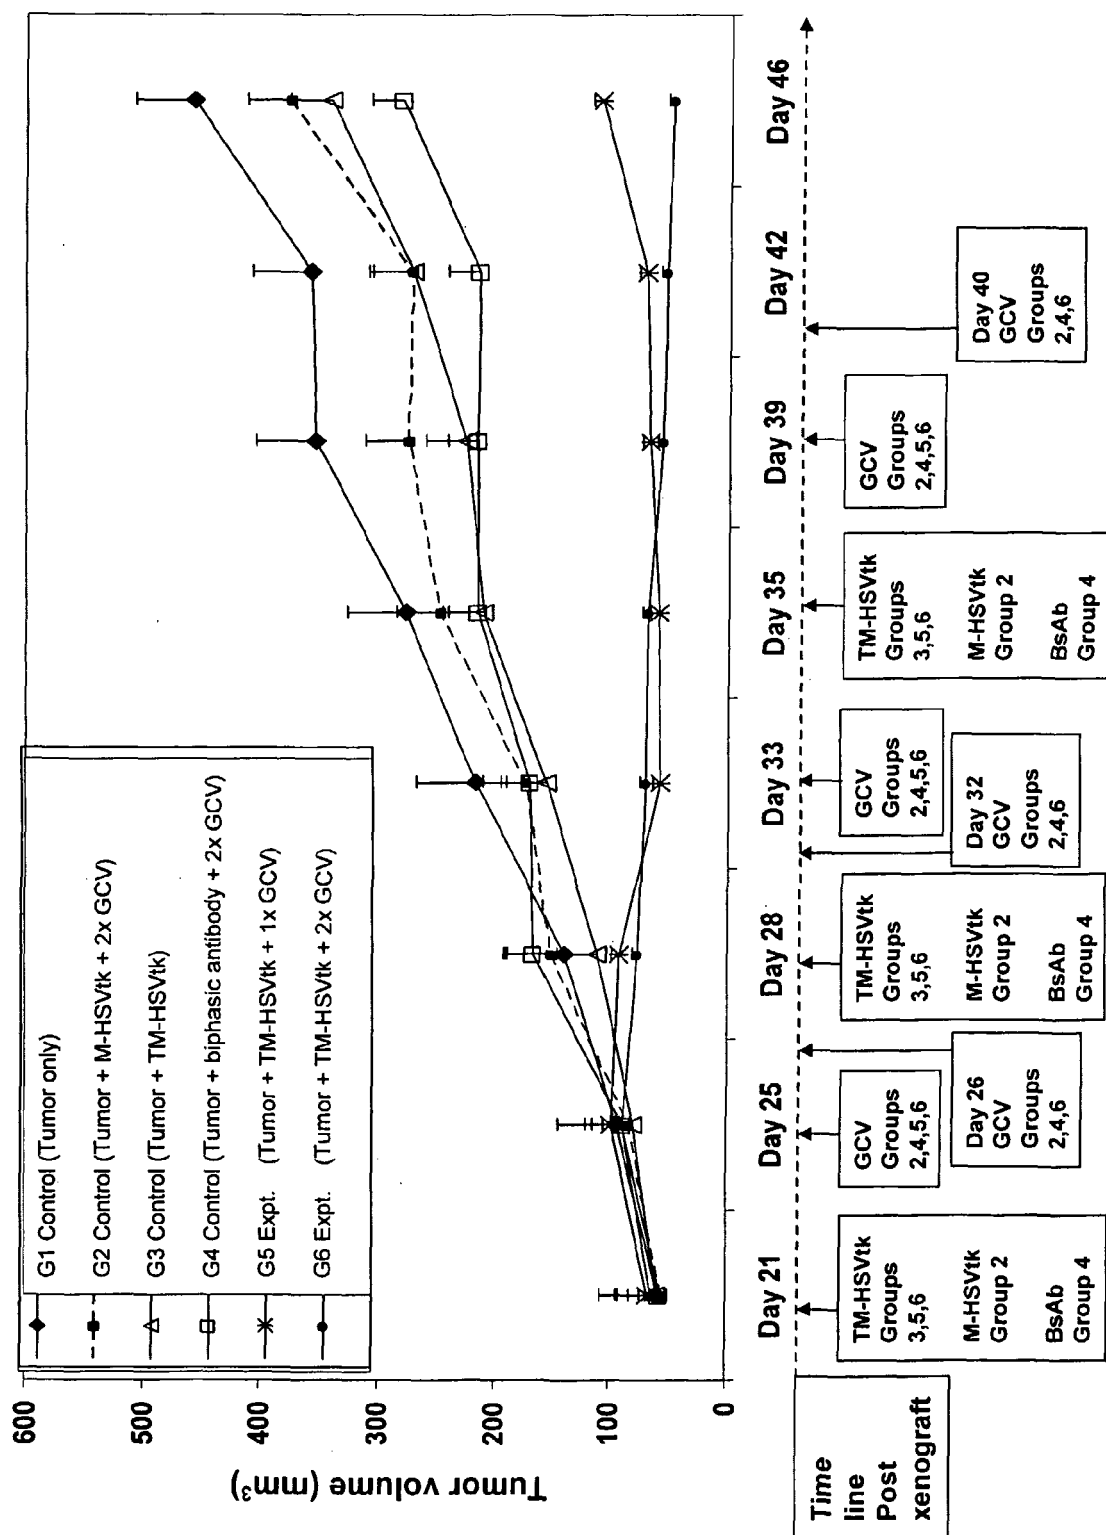 600
500
400
300
200
100
0
Tumor volume (mm³)
G1 Control (Tumor only)
G2 Control (Tumor + M-HSVtk + 2x GCV)
G3 Control (Tumor + TM-HSVtk)
G4 Control (Tumor + biphasic antibody + 2x GCV)
G5 Expt. (Tumor + TM-HSVtk + 1x GCV)
G6 Expt. (Tumor + TM-HSVtk + 2x GCV)
Day 21
Day 25
Day 28
Day 33
Day 35
Day 39
Day 42
Day 46
Time
line
Post
xenograft
TM-HSVtk
Groups
3,5,6
M-HSVtk
Group 2
BsAb
Group 4
GCV
Groups
2,4,5,6
Day 26
GCV
Groups
2,4,6
TM-HSVtk
Groups
3,5,6
M-HSVtk
Group 2
BsAb
Group 4
GCV
Groups
2,4,5,6
Day 32
GCV
Groups
2,4,6
TM-HSVtk
Groups
3,5,6
M-HSVtk
Group 2
BsAb
Group 4
GCV
Groups
2,4,5,6
Day 40
GCV
Groups
2,4,6